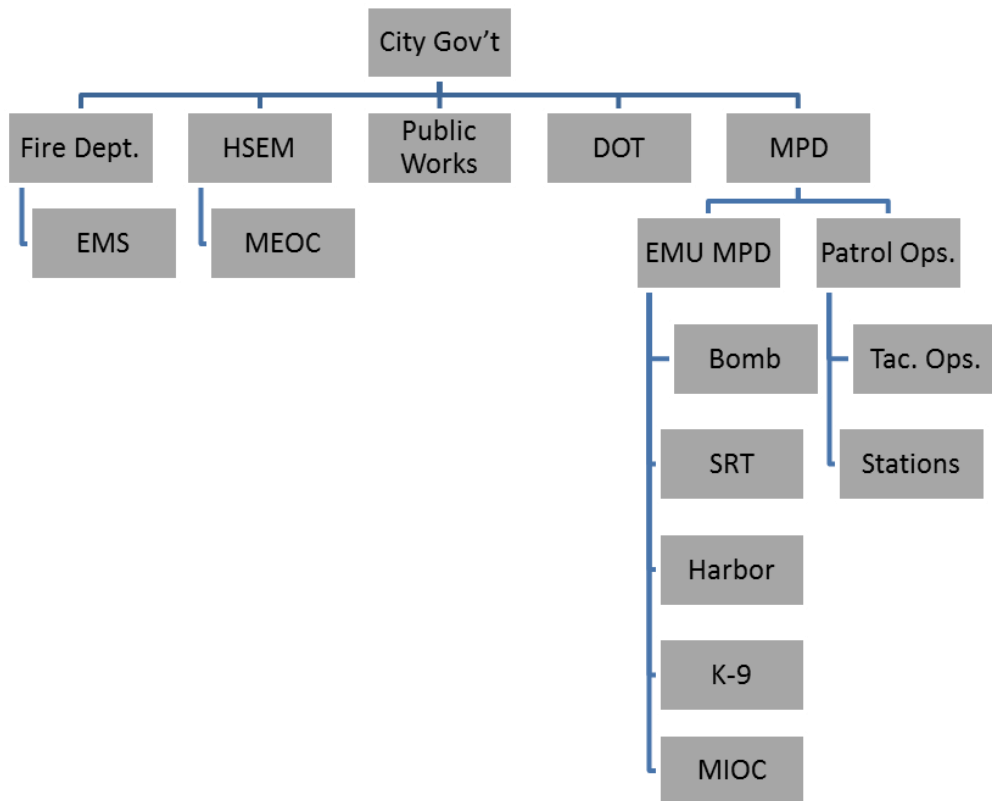 City Gov’t
Fire Dept.
HSEM
Public
Works
DOT
MPD
EMS
MEOC
EMU MPD
Patrol Ops.
Bomb
Tac. Ops.
SRT
Stations
Harbor
K-9
MIOC